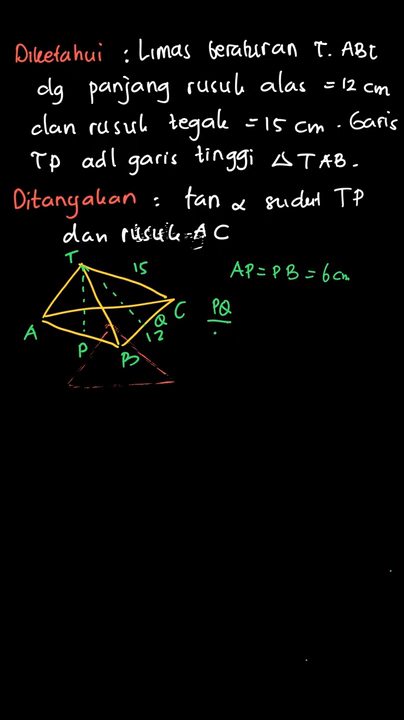 Diketahui : Limas teraturan T. ABC
dg panjang rusuk alas = 12 cm
dan rusuk tegak = 15 cm. Garis
TP adl garis tinggi △TAB.
Ditanyakan : tan α sudut TP
dan rusuk AC
T
15
AP = PB = 6 cm
C
PQ
Q
A
12
P
B